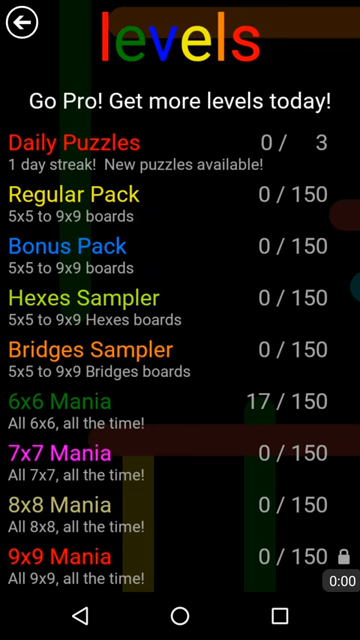 levels
Go Pro! Get more levels today!
Daily Puzzles 0 / 3
1 day streak! New puzzles available!
Regular Pack 0 / 150
5x5 to 9x9 boards
Bonus Pack 0 / 150
5x5 to 9x9 boards
Hexes Sampler 0 / 150
5x5 to 9x9 Hexes boards
Bridges Sampler 0 / 150
5x5 to 9x9 Bridges boards
6x6 Mania 17 / 150
All 6x6, all the time!
7x7 Mania 0 / 150
All 7x7, all the time!
8x8 Mania 0 / 150
All 8x8, all the time!
9x9 Mania 0 / 150
All 9x9, all the time!
0:00